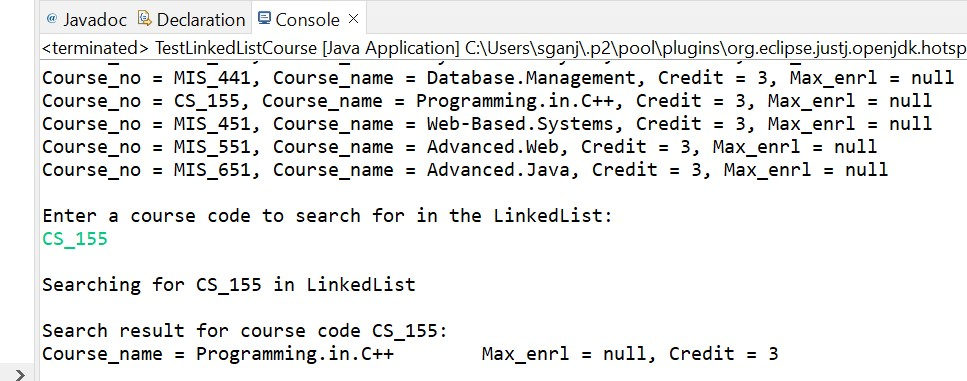 @ Javadoc Declaration Console ×
<terminated> TestLinkedListCourse [Java Application] C:\Users\sganj\.p2\pool\plugins\org.eclipse.justj.openjdk.hotsp
Course_no = MIS_441, Course_name = Database.Management, Credit = 3, Max_enrl = null
Course_no = CS_155, Course_name = Programming.in.C++, Credit = 3, Max_enrl = null
Course_no = MIS_451, Course_name = Web-Based.Systems, Credit = 3, Max_enrl = null
Course_no = MIS_551, Course_name = Advanced.Web, Credit = 3, Max_enrl = null
Course_no = MIS_651, Course_name = Advanced.Java, Credit = 3, Max_enrl = null
Enter a course code to search for in the LinkedList:
CS_155
Searching for CS_155 in LinkedList
Search result for course code CS_155:
Course_name = Programming.in.C++ Max_enrl = null, Credit = 3